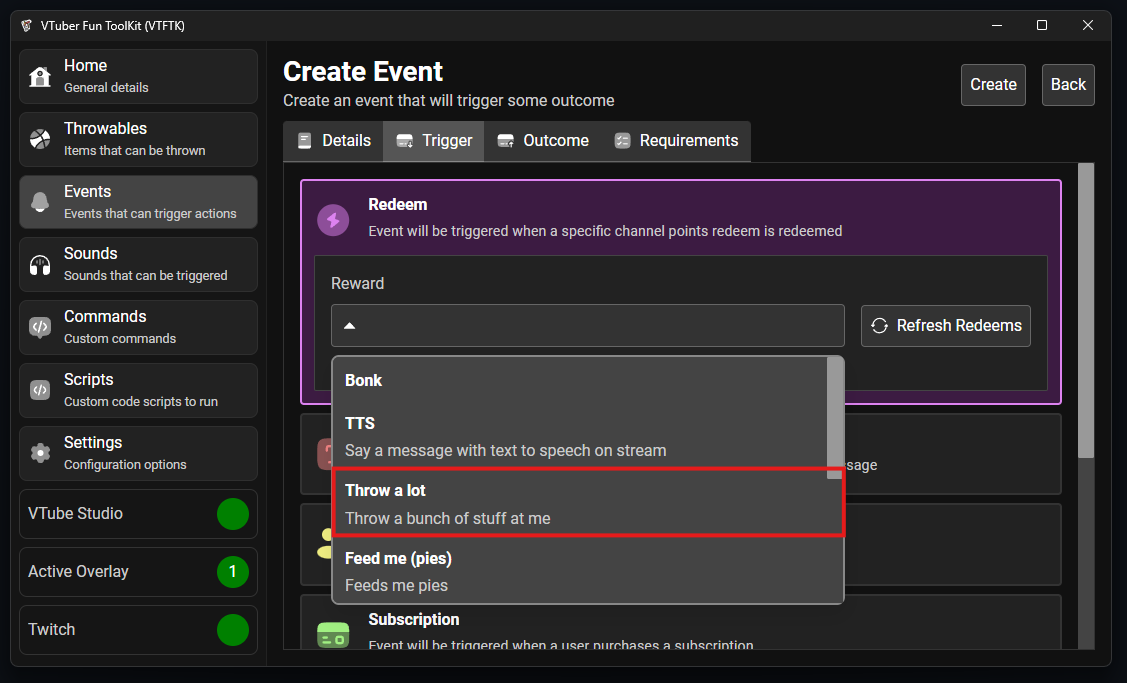 VTuber Fun ToolKit (VTFTK)
Home
General details
Throwables
Items that can be thrown
Events
Events that can trigger actions
Sounds
Sounds that can be triggered
Commands
Custom commands
Scripts
Custom code scripts to run
Settings
Configuration options
VTube Studio
Active Overlay 1
Twitch
Create Event
Create an event that will trigger some outcome
Create Back
Details Trigger Outcome Requirements
Redeem
Event will be triggered when a specific channel points redeem is redeemed
Reward
Refresh Redeems
Bonk
TTS
Say a message with text to speech on stream
Throw a lot
Throw a bunch of stuff at me
Feed me (pies)
Feeds me pies
Subscription
Event will be triggered when a user purchases a subscription